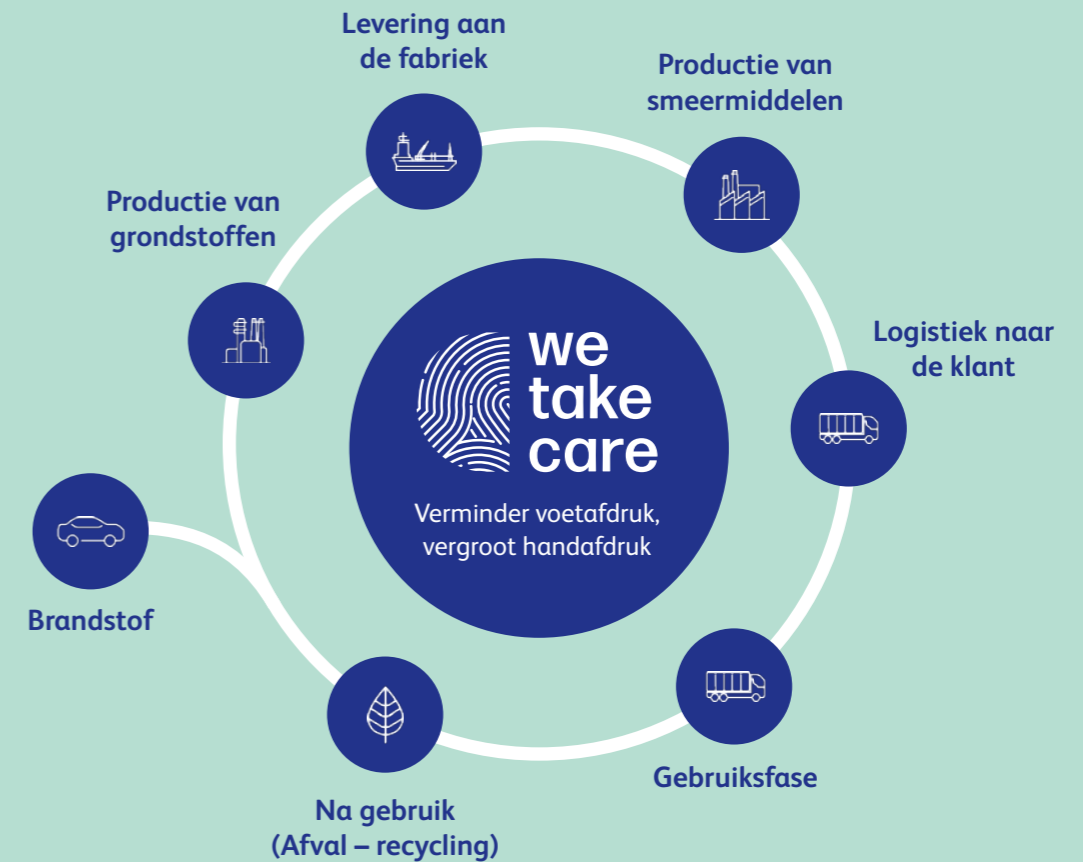 Levering aan
de fabriek
Productie van
smeermiddelen
Productie van
grondstoffen
Logistiek naar
de klant
we
take
care
Verminder voetafdruk,
vergroot handafdruk
Brandstof
Gebruiksfase
Na gebruik
(Afval – recycling)